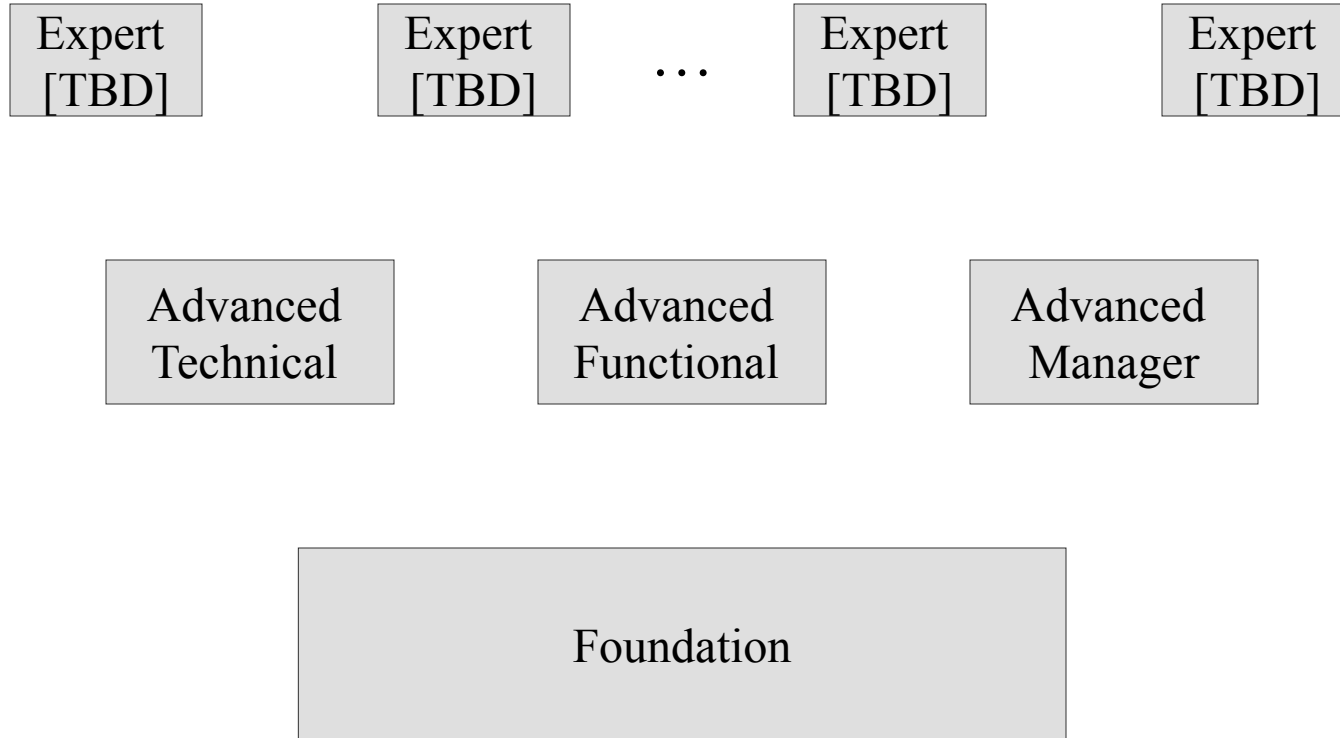 Expert
[TBD]
Expert
[TBD]
...
Expert
[TBD]
Expert
[TBD]
Advanced
Technical
Advanced
Functional
Advanced
Manager
Foundation